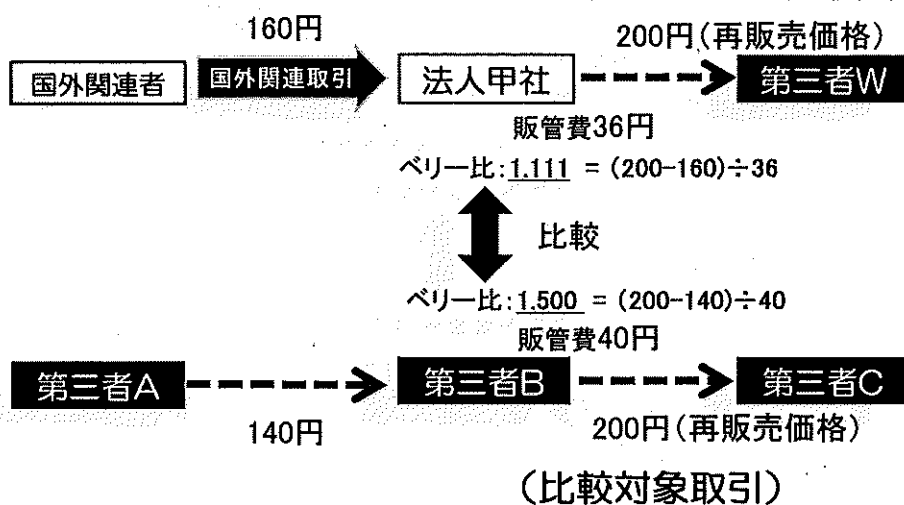 160円
200円(再販売価格)
国外関連者
国外関連取引
法人甲社
第三者W
販管費36円
ベリー比:1.111 = (200-160)÷36
比較
ベリー比:1.500 = (200-140)÷40
販管費40円
第三者A
第三者B
第三者C
140円
200円(再販売価格)
(比較対象取引)